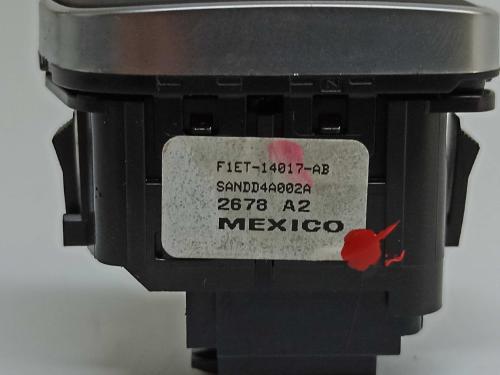 F1ET-14017-AB
SANDD4A002A
2678 A2
MEXICO